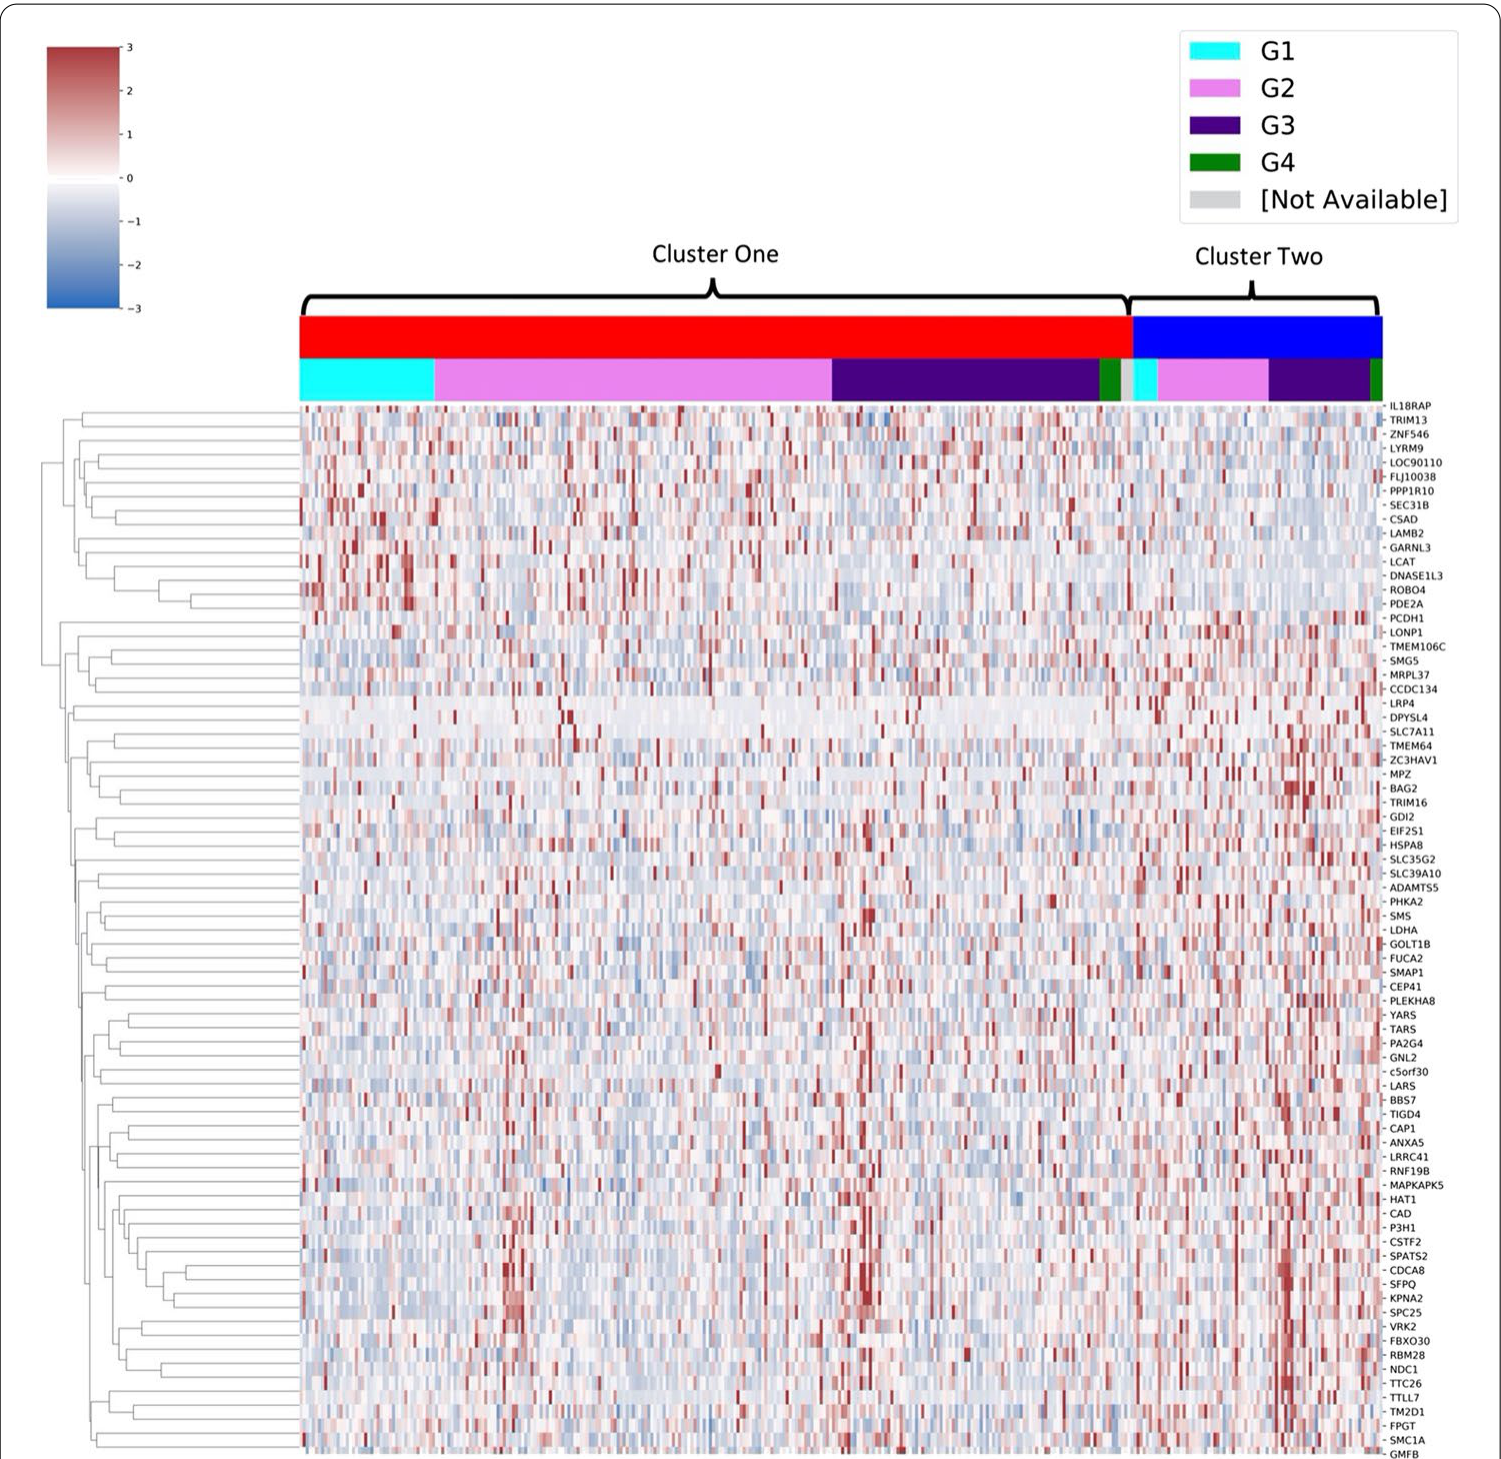 3
2
1
0
−1
−2
−3
G1
G2
G3
G4
[Not Available]
Cluster One
Cluster Two
IL18RAP
TRIM13
ZNF546
LYRM9
LOC90110
FLJ10038
PPP1R10
SEC31B
CSAD
LAMB2
GARNL3
LCAT
DNASE1L3
ROBO4
PDE2A
PCDH1
LONP1
TMEM106C
SMG5
MRPL37
CCDC134
LRP4
DPYSL4
SLC7A11
TMEM64
ZC3HAV1
MPZ
BAG2
TRIM16
GDI2
EIF2S1
HSPA8
SLC35G2
SLC39A10
ADAMTS5
PHKA2
SMS
LDHA
GOLT1B
FUCA2
SMAP1
CEP41
PLEKHA8
YARS
TARS
PA2G4
GNL2
c5orf30
LARS
BBS7
TIGD4
CAP1
ANXA5
LRRC41
RNF19B
MAPKAPK5
HAT1
CAD
P3H1
CSTF2
SPATS2
CDCA8
SFPQ
KPNA2
SPC25
VRK2
FBXO30
RBM28
NDC1
TTC26
TTLL7
TM2D1
FPGT
SMC1A
GMFB